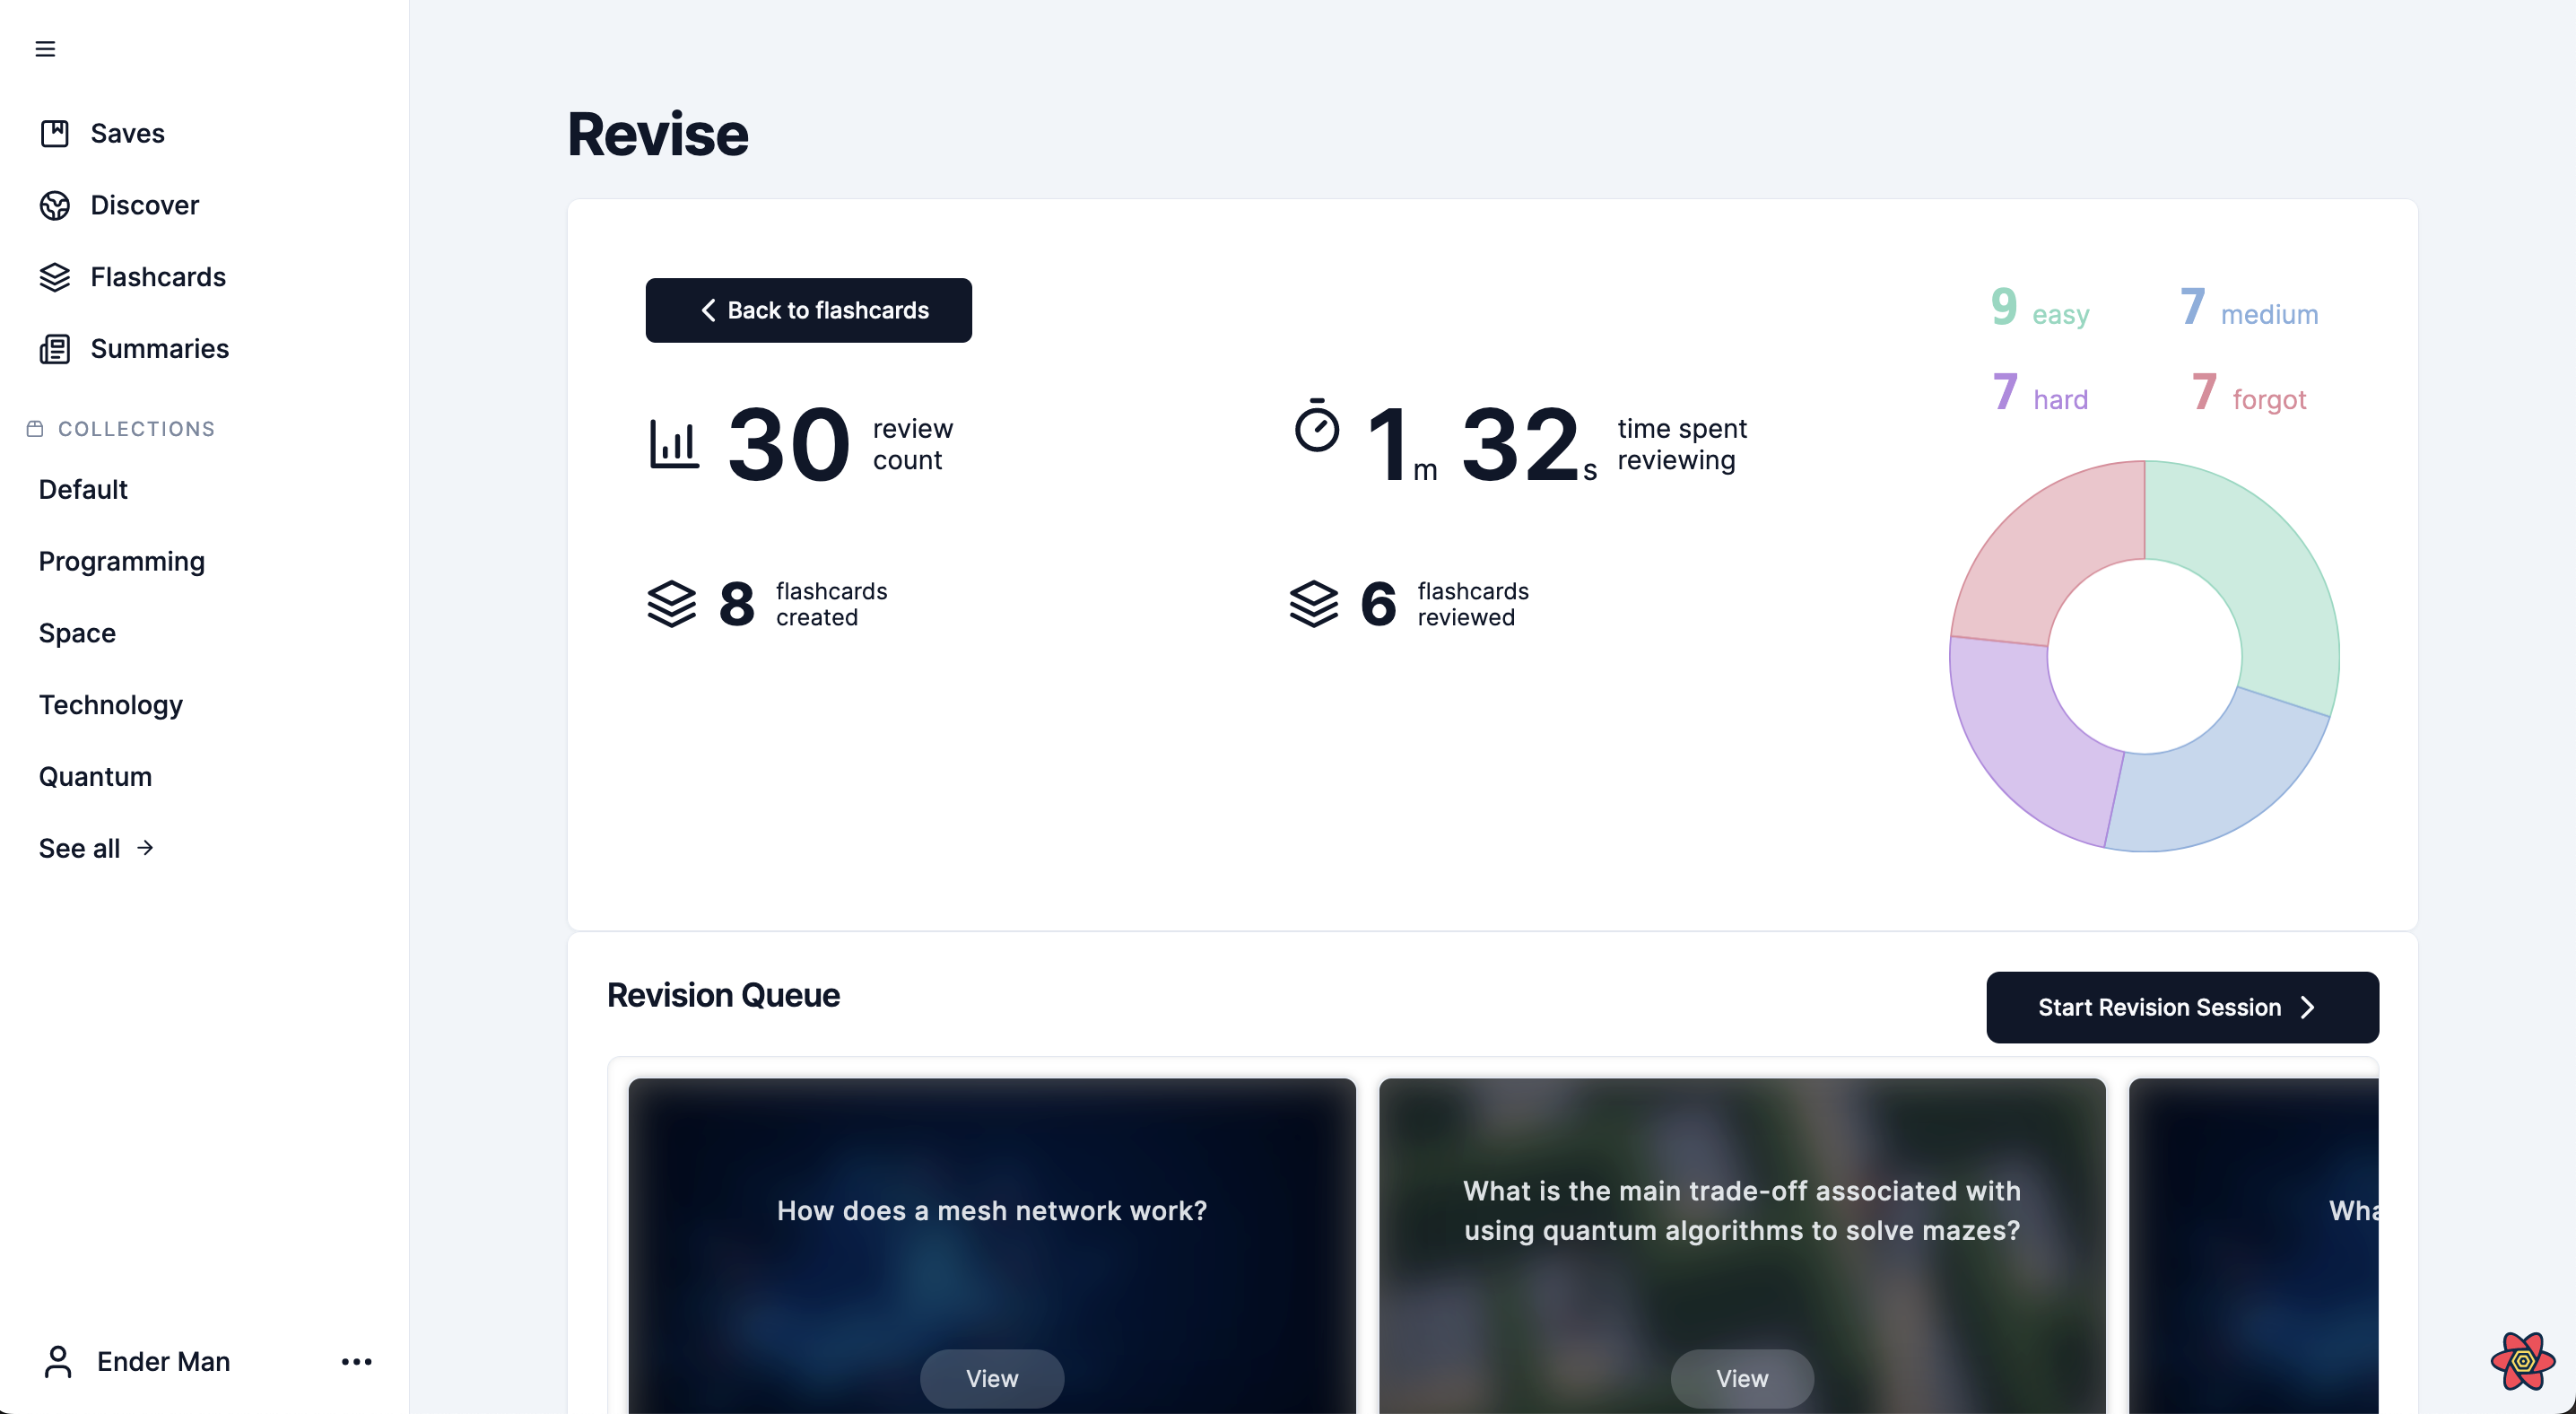 Saves
Discover
Flashcards
Summaries
COLLECTIONS
Default
Programming
Space
Technology
Quantum
See all
Ender Man
Revise
Back to flashcards
30 review
count
1m 32s time spent
reviewing
8 flashcards
created
6 flashcards
reviewed
9 easy
7 medium
7 hard
7 forgot
Revision Queue
Start Revision Session
How does a mesh network work?
View
What is the main trade-off associated with
using quantum algorithms to solve mazes?
View